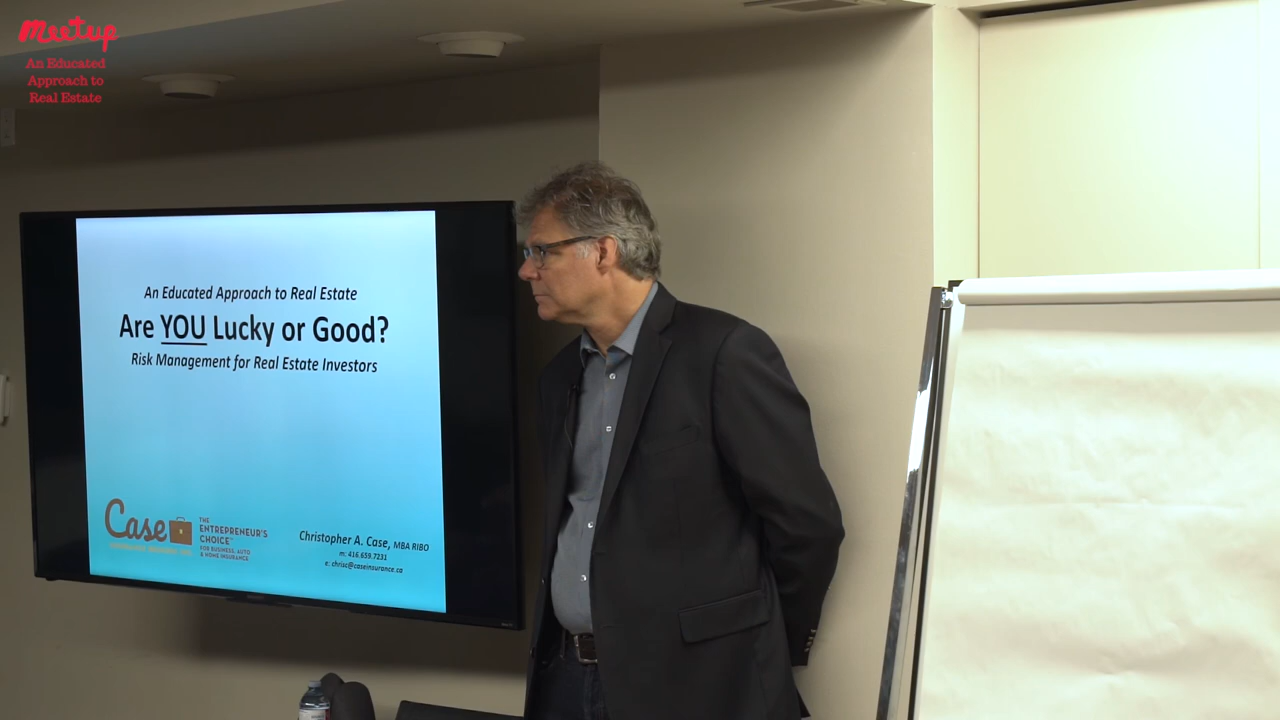 Meetup
An Educated
Approach to
Real Estate
An Educated Approach to Real Estate
Are YOU Lucky or Good?
Risk Management for Real Estate Investors
Case
THE
ENTREPRENEUR'S
CHOICE™
FOR BUSINESS, AUTO
& HOME INSURANCE
Christopher A. Case, MBA RIBO
m: 416.659.7231
e: chrisc@caseinsurance.ca